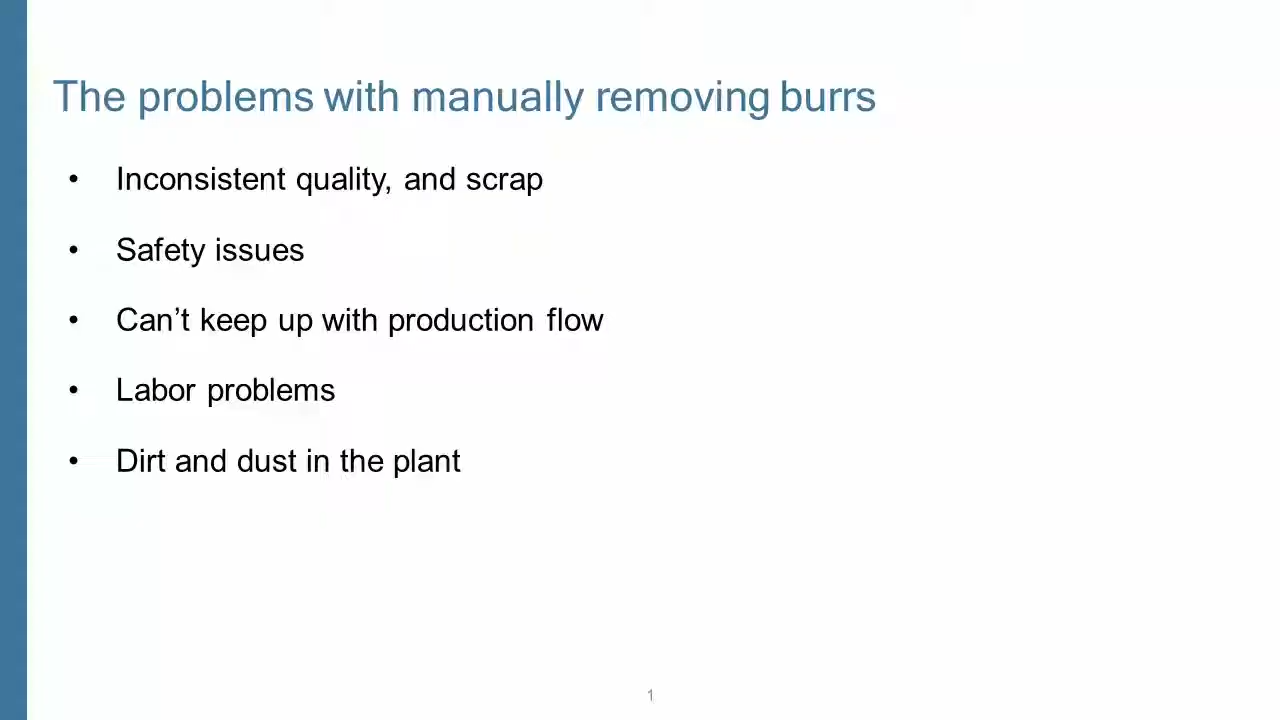 The problems with manually removing burrs
• Inconsistent quality, and scrap
• Safety issues
• Can’t keep up with production flow
• Labor problems
• Dirt and dust in the plant
1